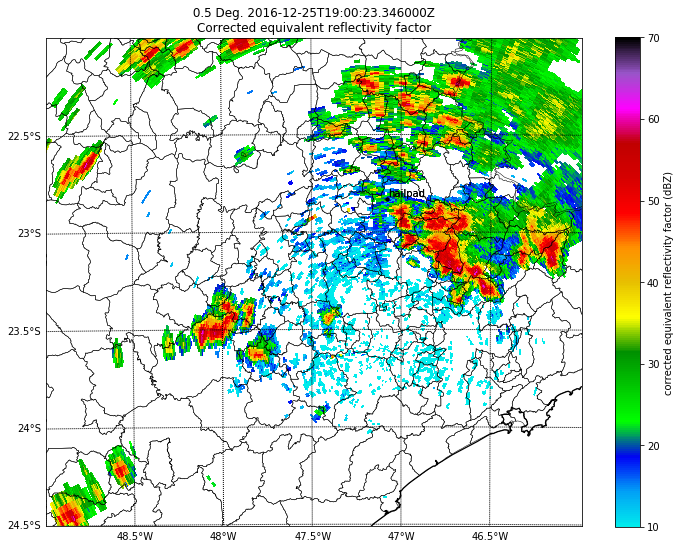 0.5 Deg. 2016-12-25T19:00:23.346000Z
Corrected equivalent reflectivity factor
70
60
50
40
30
20
10
corrected equivalent reflectivity factor (dBZ)
22.5°S
23°S
23.5°S
24°S
24.5°S
hailpad
48.5°W
48°W
47.5°W
47°W
46.5°W